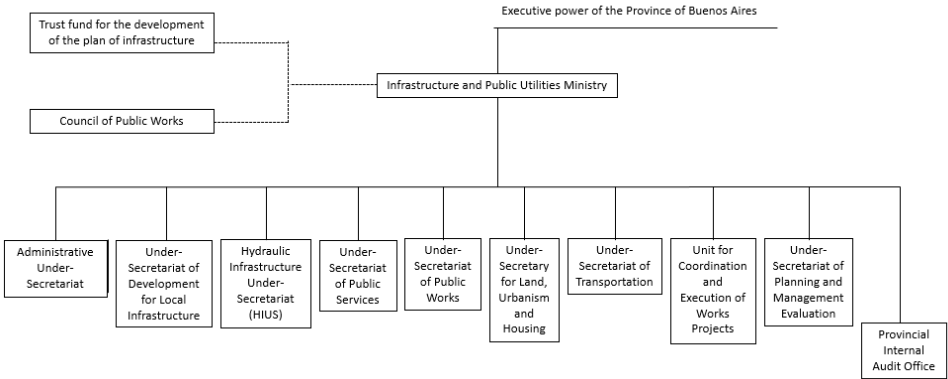 Executive power of the Province of Buenos Aires
Trust fund for the development
of the plan of infrastructure
Infrastructure and Public Utilities Ministry
Council of Public Works
Administrative
Under-
Secretariat
Under-
Secretariat of
Development
for Local
Infrastructure
Hydraulic
Infrastructure
Under-
Secretariat
(HIUS)
Under-
Secretariat
of Public
Services
Under-
Secretariat
of Public
Works
Under-
Secretary
for Land,
Urbanism
and
Housing
Under-
Secretariat of
Transportation
Unit for
Coordination
and
Execution of
Works
Projects
Under-
Secretariat of
Planning and
Management
Evaluation
Provincial
Internal
Audit Office